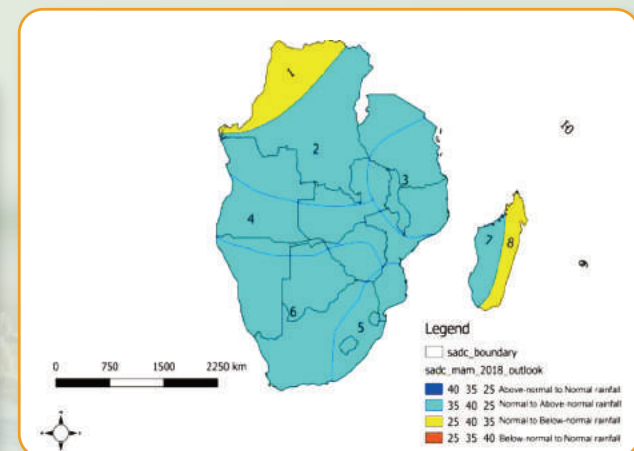 1
2
3
4
5
6
7
8
9
10
0 750 1500 2250 km
Legend
sadc_boundary
sadc_mam_2018_outlook
40 35 25 Above-normal to Normal rainfall
35 40 25 Normal to Above-normal rainfall
25 40 35 Normal to Below-normal rainfall
25 35 40 Below-normal to Normal rainfall